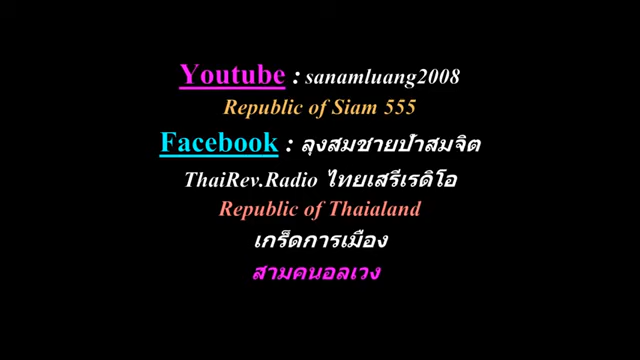 Youtube : sanamluang2008
Republic of Siam 555
Facebook : ลุงสมชายป้าสมจิต
ThaiRev.Radio ไทยเสรีเรดิโอ
Republic of Thaialand
เกร็ดการเมือง
สามคนอลเวง